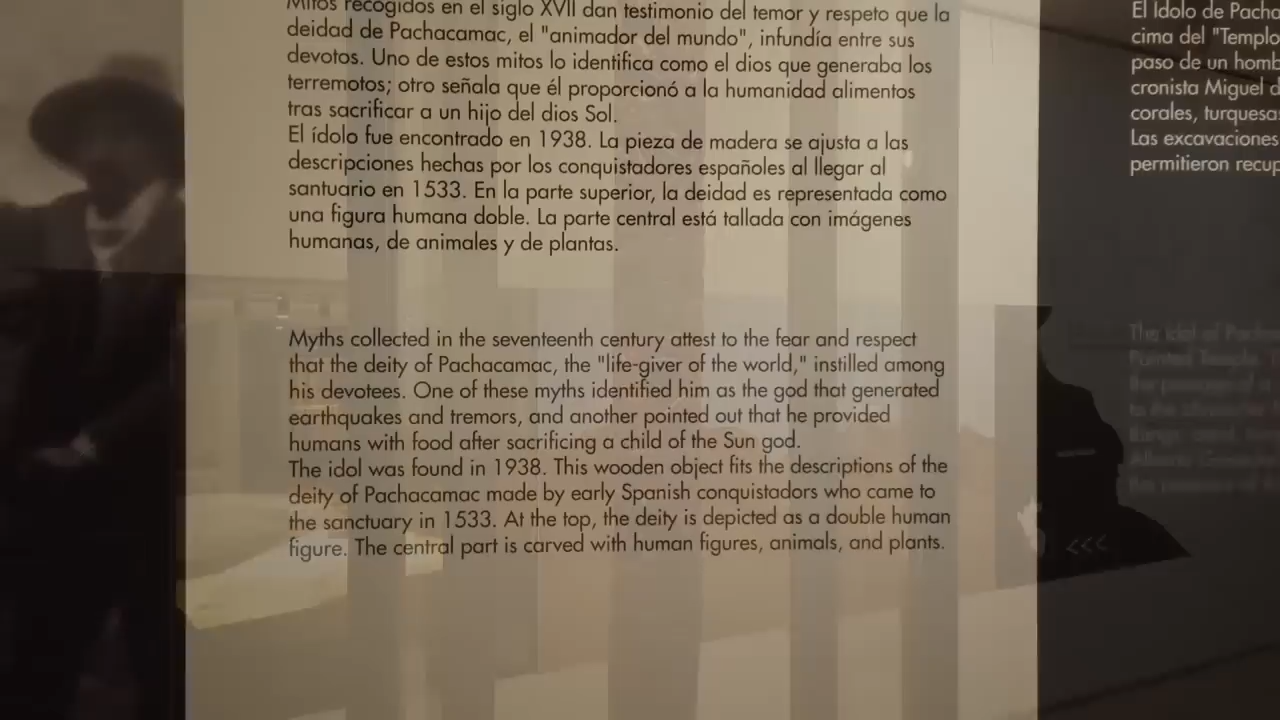 Mitos recogidos en el siglo XVII dan testimonio del temor y respeto que la
deidad de Pachacamac, el "animador del mundo", infundía entre sus
devotos. Uno de estos mitos lo identifica como el dios que generaba los
terremotos; otro señala que él proporcionó a la humanidad alimentos
tras sacrificar a un hijo del dios Sol.
El ídolo fue encontrado en 1938. La pieza de madera se ajusta a las
descripciones hechas por los conquistadores españoles al llegar al
santuario en 1533. En la parte superior, la deidad es representada como
una figura humana doble. La parte central está tallada con imágenes
humanas, de animales y de plantas.
Myths collected in the seventeenth century attest to the fear and respect
that the deity of Pachacamac, the "life-giver of the world," instilled among
his devotees. One of these myths identified him as the god that generated
earthquakes and tremors, and another pointed out that he provided
humans with food after sacrificing a child of the Sun god.
The idol was found in 1938. This wooden object fits the descriptions of the
deity of Pachacamac made by early Spanish conquistadors who came to
the sanctuary in 1533. At the top, the deity is depicted as a double human
figure. The central part is carved with human figures, animals, and plants.
El Ídolo de Pacha
cima del "Templo
paso de un homb
cronista Miguel d
corales, turquesa
Las excavaciones
permitieron recup
<<<